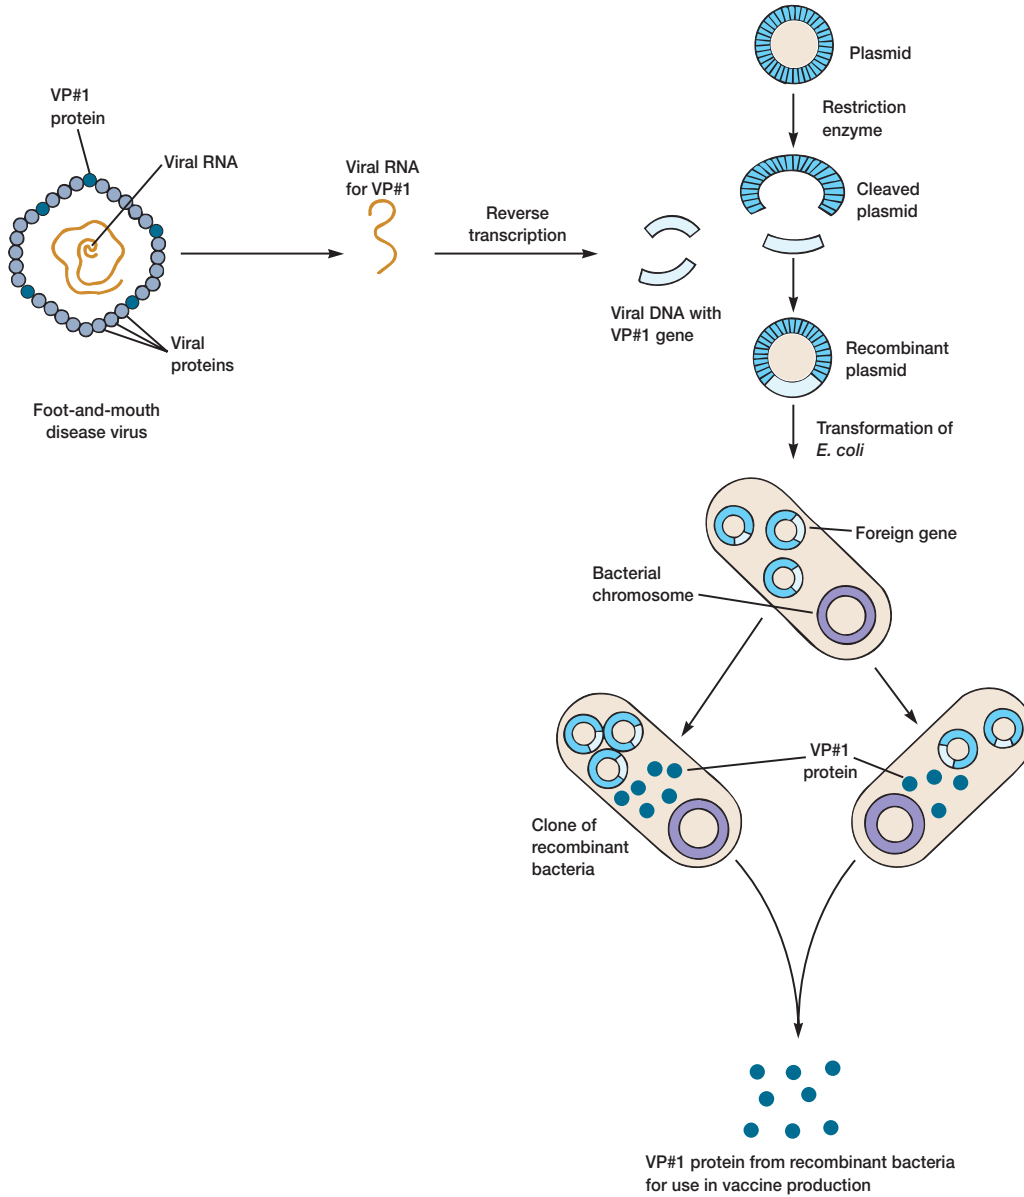 VP#1
protein
Viral RNA
Viral
proteins
Foot-and-mouth
disease virus
Viral RNA
for VP#1
Reverse
transcription
Viral DNA with
VP#1 gene
Plasmid
Restriction
enzyme
Cleaved
plasmid
Recombinant
plasmid
Transformation of
E. coli
Foreign gene
Bacterial
chromosome
VP#1
protein
Clone of
recombinant
bacteria
VP#1 protein from recombinant bacteria
for use in vaccine production